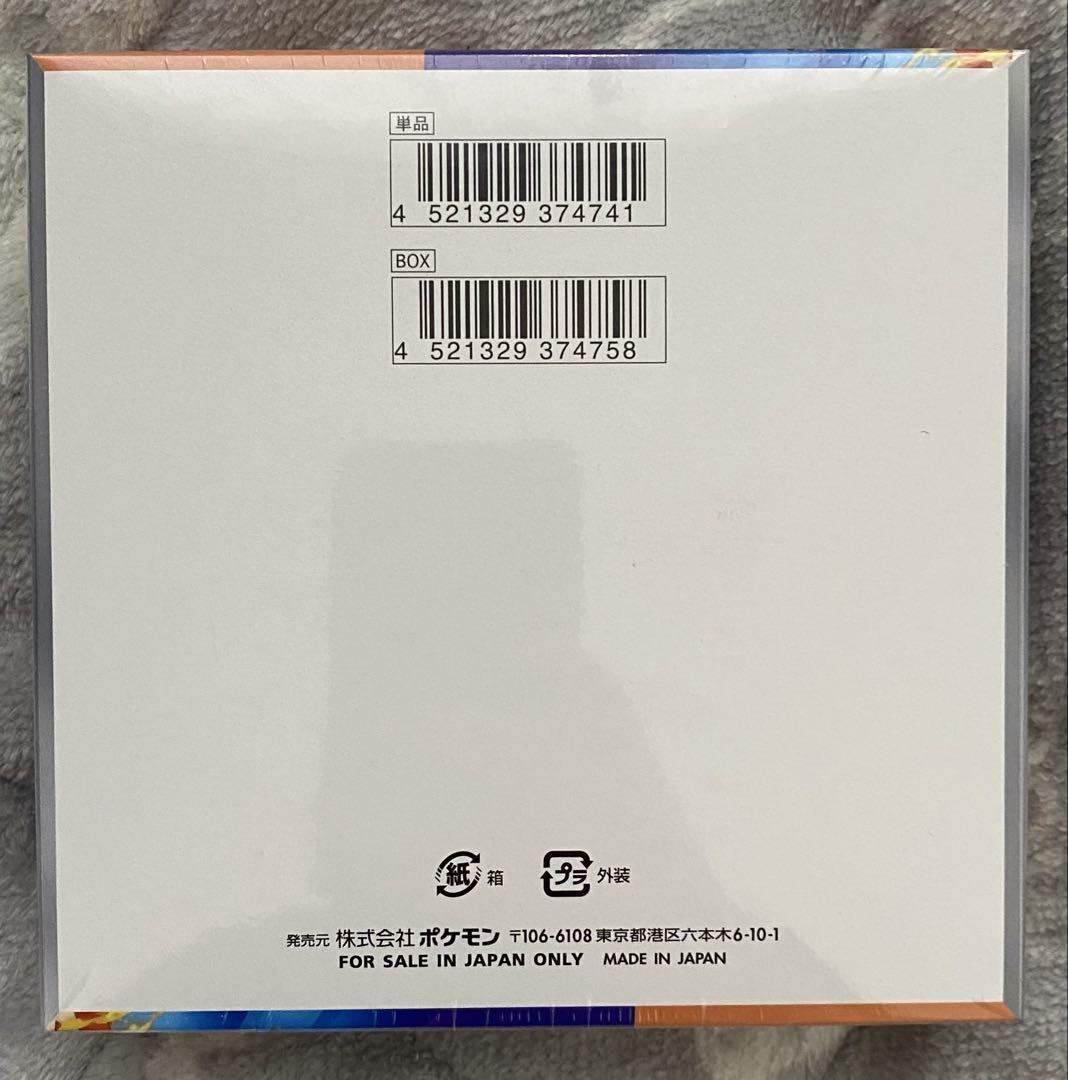 単品
4 521329 374741
BOX
4 521329 374758
紙 箱 プラ 外装
発売元 株式会社ポケモン 〒106-6108 東京都港区六本木6-10-1
FOR SALE IN JAPAN ONLY MADE IN JAPAN